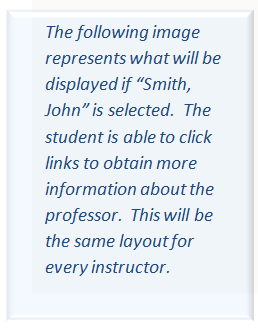 The following image
represents what will be
displayed if “Smith,
John” is selected.  The
student is able to click
links to obtain more
information about the
professor.  This will be
the same layout for
every instructor.